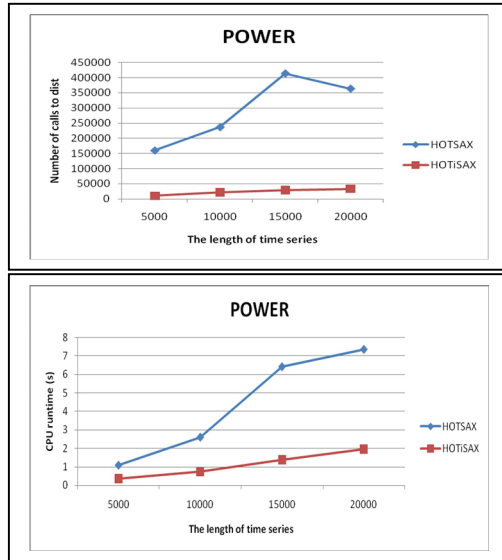 POWER
Number of calls to dist
450000
400000
350000
300000
250000
200000
150000
100000
50000
0
5000 10000 15000 20000
The length of time series
HOTSAX
HOTiSAX
POWER
CPU runtime (s)
8
7
6
5
4
3
2
1
0
5000 10000 15000 20000
The length of time series
HOTSAX
HOTiSAX